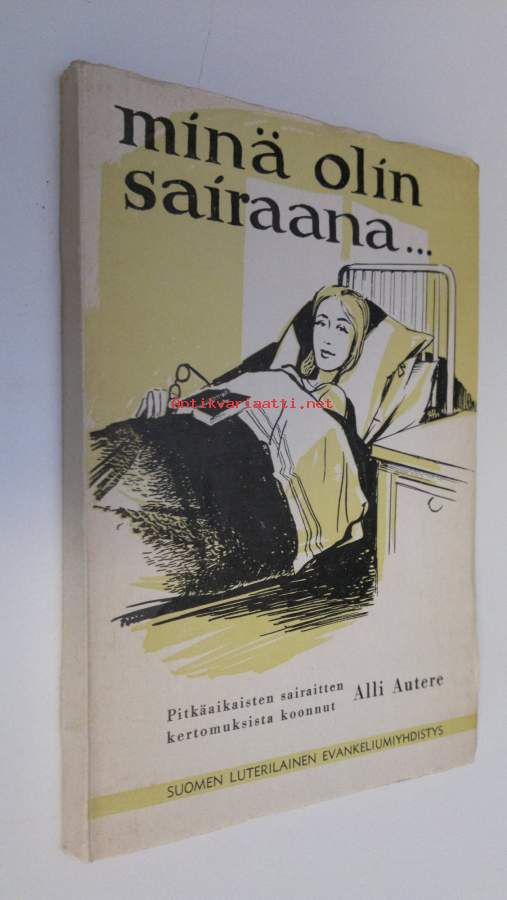 minä olin
sairaana...
antikvariaatti.net
Pitkäaikaisten sairaitten
kertomuksista koonnut
Alli Autere
SUOMEN LUTERILAINEN EVANKELIUMIYHDISTYS